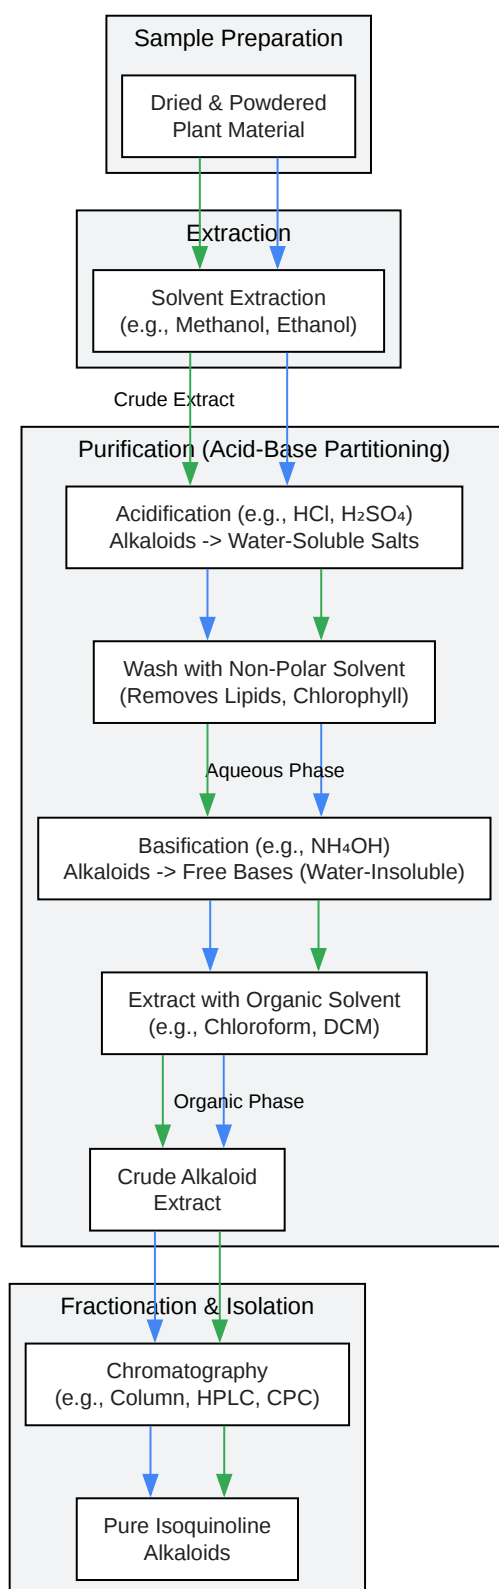 Sample Preparation
Dried & Powdered
Plant Material
Extraction
Solvent Extraction
(e.g., Methanol, Ethanol)
Crude Extract
Purification (Acid-Base Partitioning)
Acidification (e.g., HCl, H₂SO₄)
Alkaloids -> Water-Soluble Salts
Wash with Non-Polar Solvent
(Removes Lipids, Chlorophyll)
Aqueous Phase
Basification (e.g., NH₄OH)
Alkaloids -> Free Bases (Water-Insoluble)
Extract with Organic Solvent
(e.g., Chloroform, DCM)
Organic Phase
Crude Alkaloid
Extract
Fractionation & Isolation
Chromatography
(e.g., Column, HPLC, CPC)
Pure Isoquinoline
Alkaloids